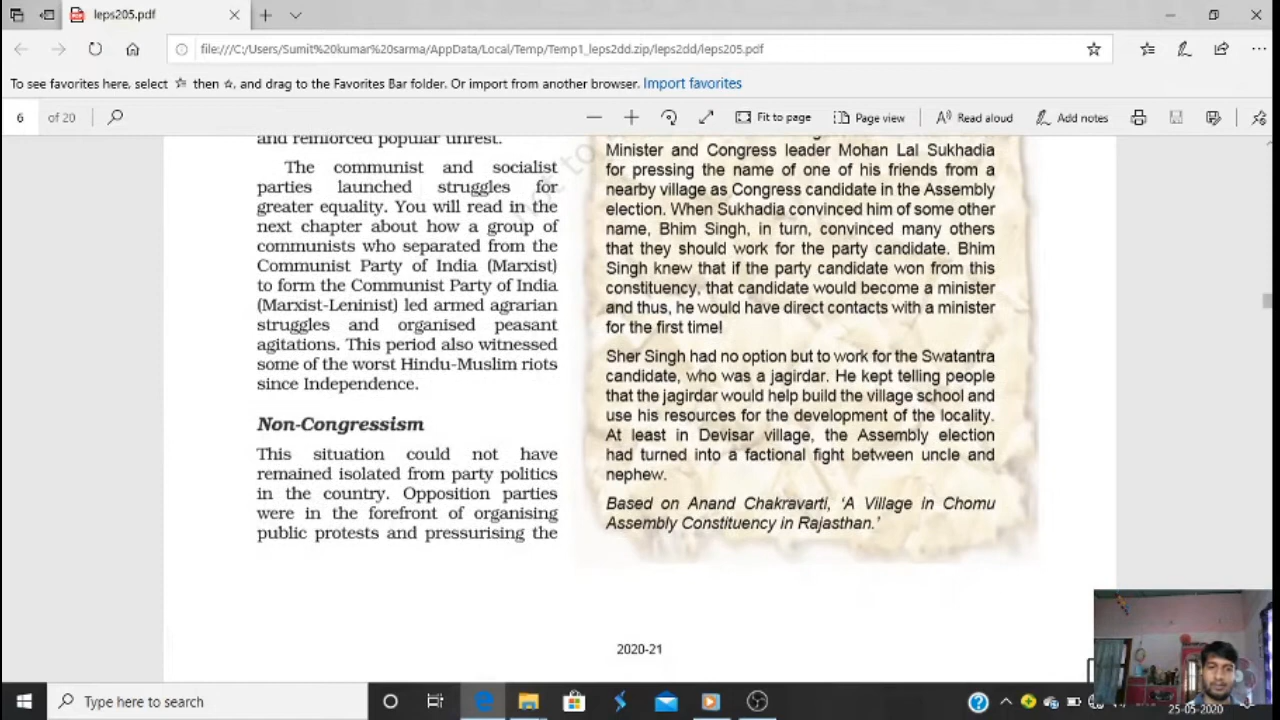 leps205.pdf
file:///C:/Users/Sumit%20kumar%20sarma/AppData/Local/Temp/Temp1_leps2dd.zip/leps2dd/leps205.pdf
To see favorites here, select then , and drag to the Favorites Bar folder. Or import from another browser. Import favorites
6 of 20 Fit to page Page view Read aloud Add notes
and reinforced popular unrest.
The communist and socialist
parties launched struggles for
greater equality. You will read in the
next chapter about how a group of
communists who separated from the
Communist Party of India (Marxist)
to form the Communist Party of India
(Marxist-Leninist) led armed agrarian
struggles and organised peasant
agitations. This period also witnessed
some of the worst Hindu-Muslim riots
since Independence.
Non-Congressism
This situation could not have
remained isolated from party politics
in the country. Opposition parties
were in the forefront of organising
public protests and pressurising the
Minister and Congress leader Mohan Lal Sukhadia
for pressing the name of one of his friends from a
nearby village as Congress candidate in the Assembly
election. When Sukhadia convinced him of some other
name, Bhim Singh, in turn, convinced many others
that they should work for the party candidate. Bhim
Singh knew that if the party candidate won from this
constituency, that candidate would become a minister
and thus, he would have direct contacts with a minister
for the first time!
Sher Singh had no option but to work for the Swatantra
candidate, who was a jagirdar. He kept telling people
that the jagirdar would help build the village school and
use his resources for the development of the locality.
At least in Devisar village, the Assembly election
had turned into a factional fight between uncle and
nephew.
Based on Anand Chakravarti, ‘A Village in Chomu
Assembly Constituency in Rajasthan.’
not to
2020-21
Type here to search
25-05-2020